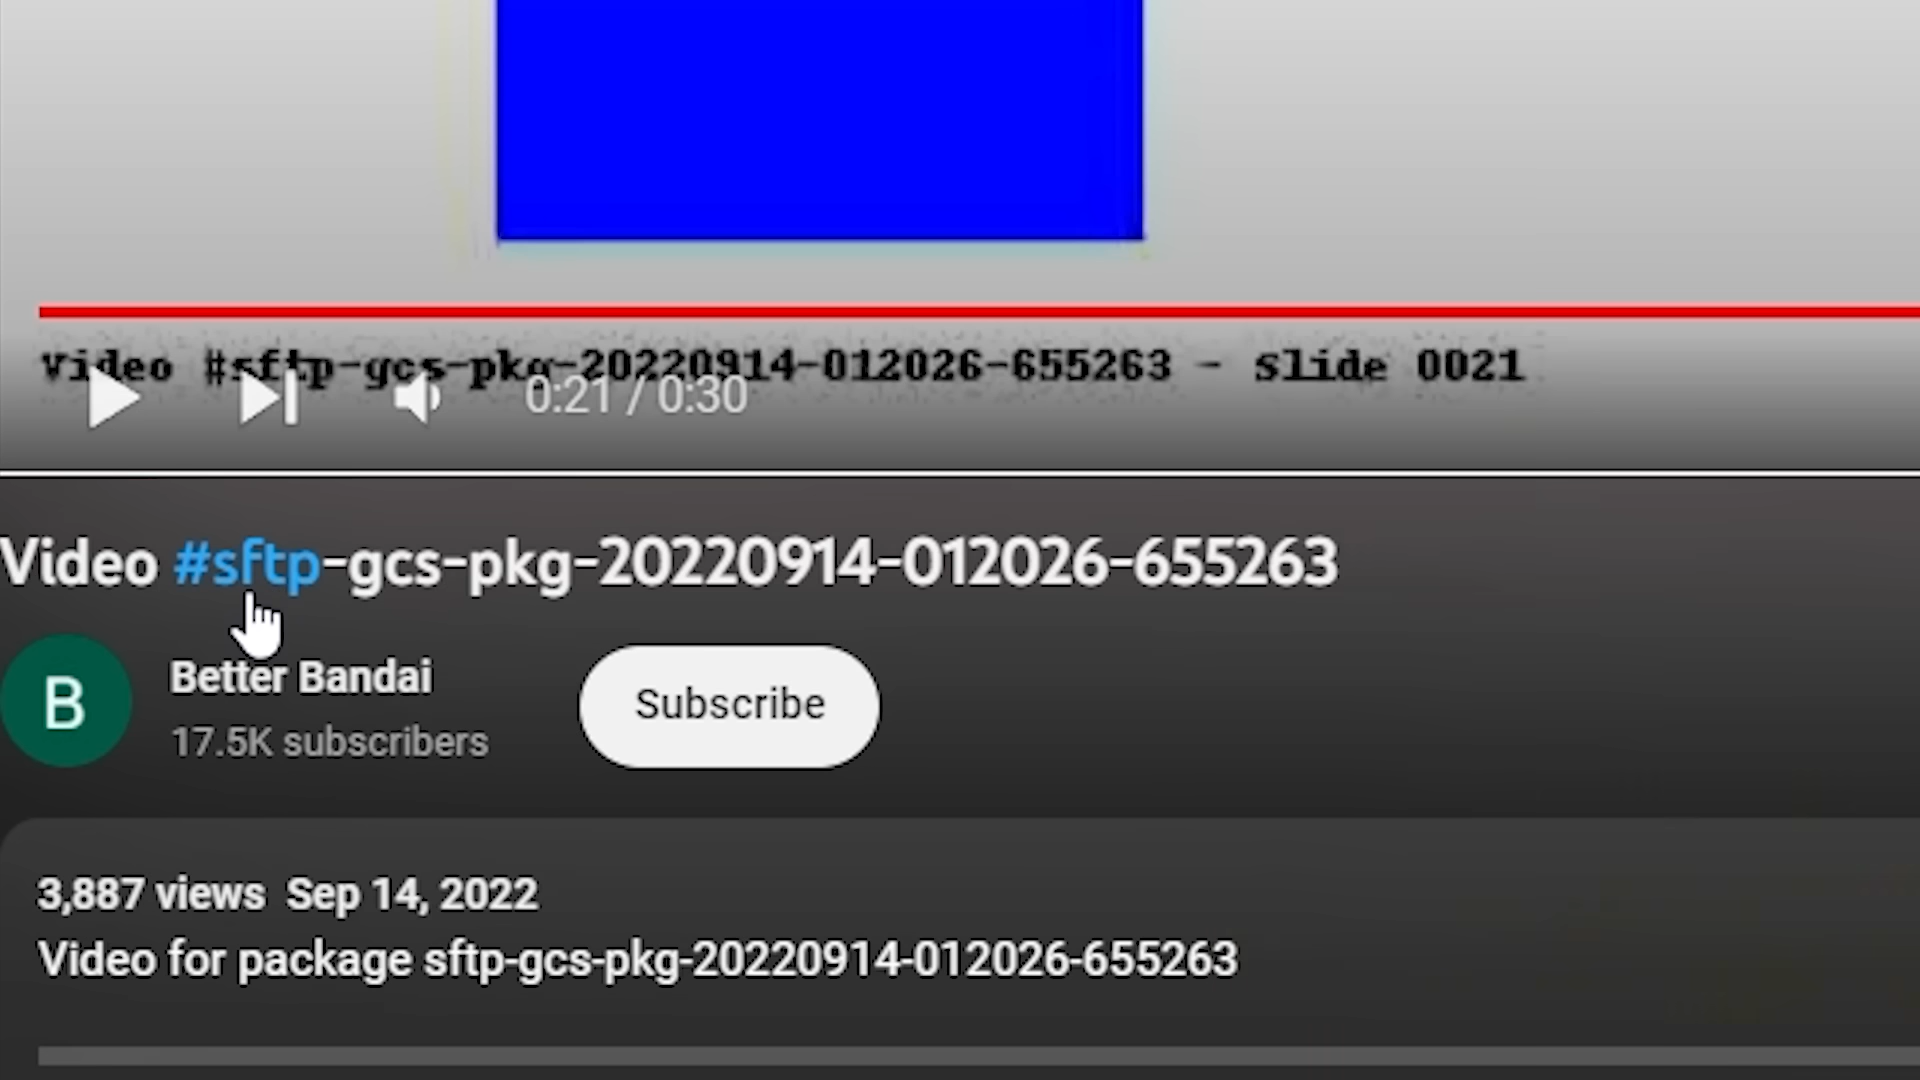 Video #sftp-gcs-pkg-20220914-012026-655263 - Slide 0021
0:21 / 0:30
Video #sftp-gcs-pkg-20220914-012026-655263
B
Better Bandai
17.5K subscribers
Subscribe
3,887 views Sep 14, 2022
Video for package sftp-gcs-pkg-20220914-012026-655263